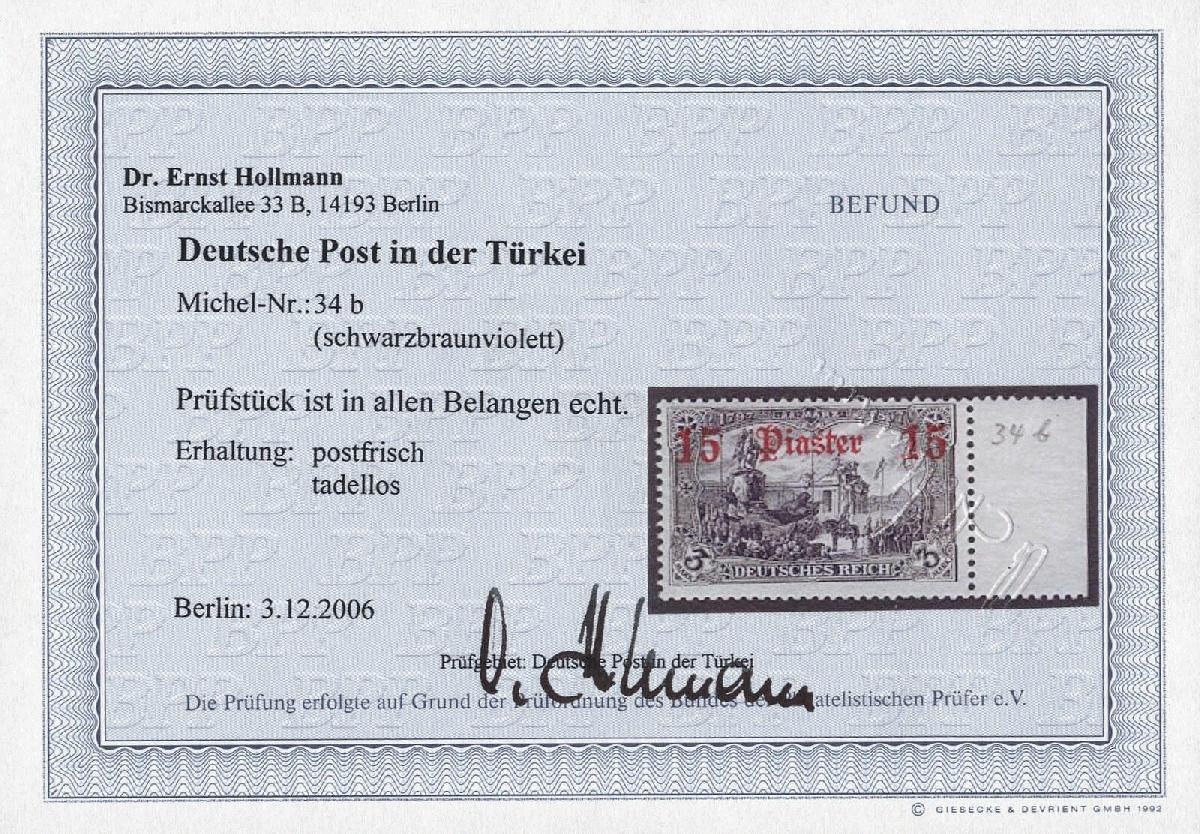 Dr. Ernst Hollmann
Bismarckallee 33 B, 14193 Berlin
BEFUND
Deutsche Post in der Türkei
Michel-Nr.: 34 b
(schwarzbraunviolett)
Prüfstück ist in allen Belangen echt.
Erhaltung: postfrisch
tadellos
15 Piaster 15
34 b
5 DEUTSCHES REICH 5
Berlin: 3.12.2006
Prüfgebiet: Deutsche Post in der Türkei
Die Prüfung erfolgte auf Grund der Prüfordnung des Bundes philatelistischen Prüfer e.V.
© GIESECKE & DEVRIENT GMBH 1992